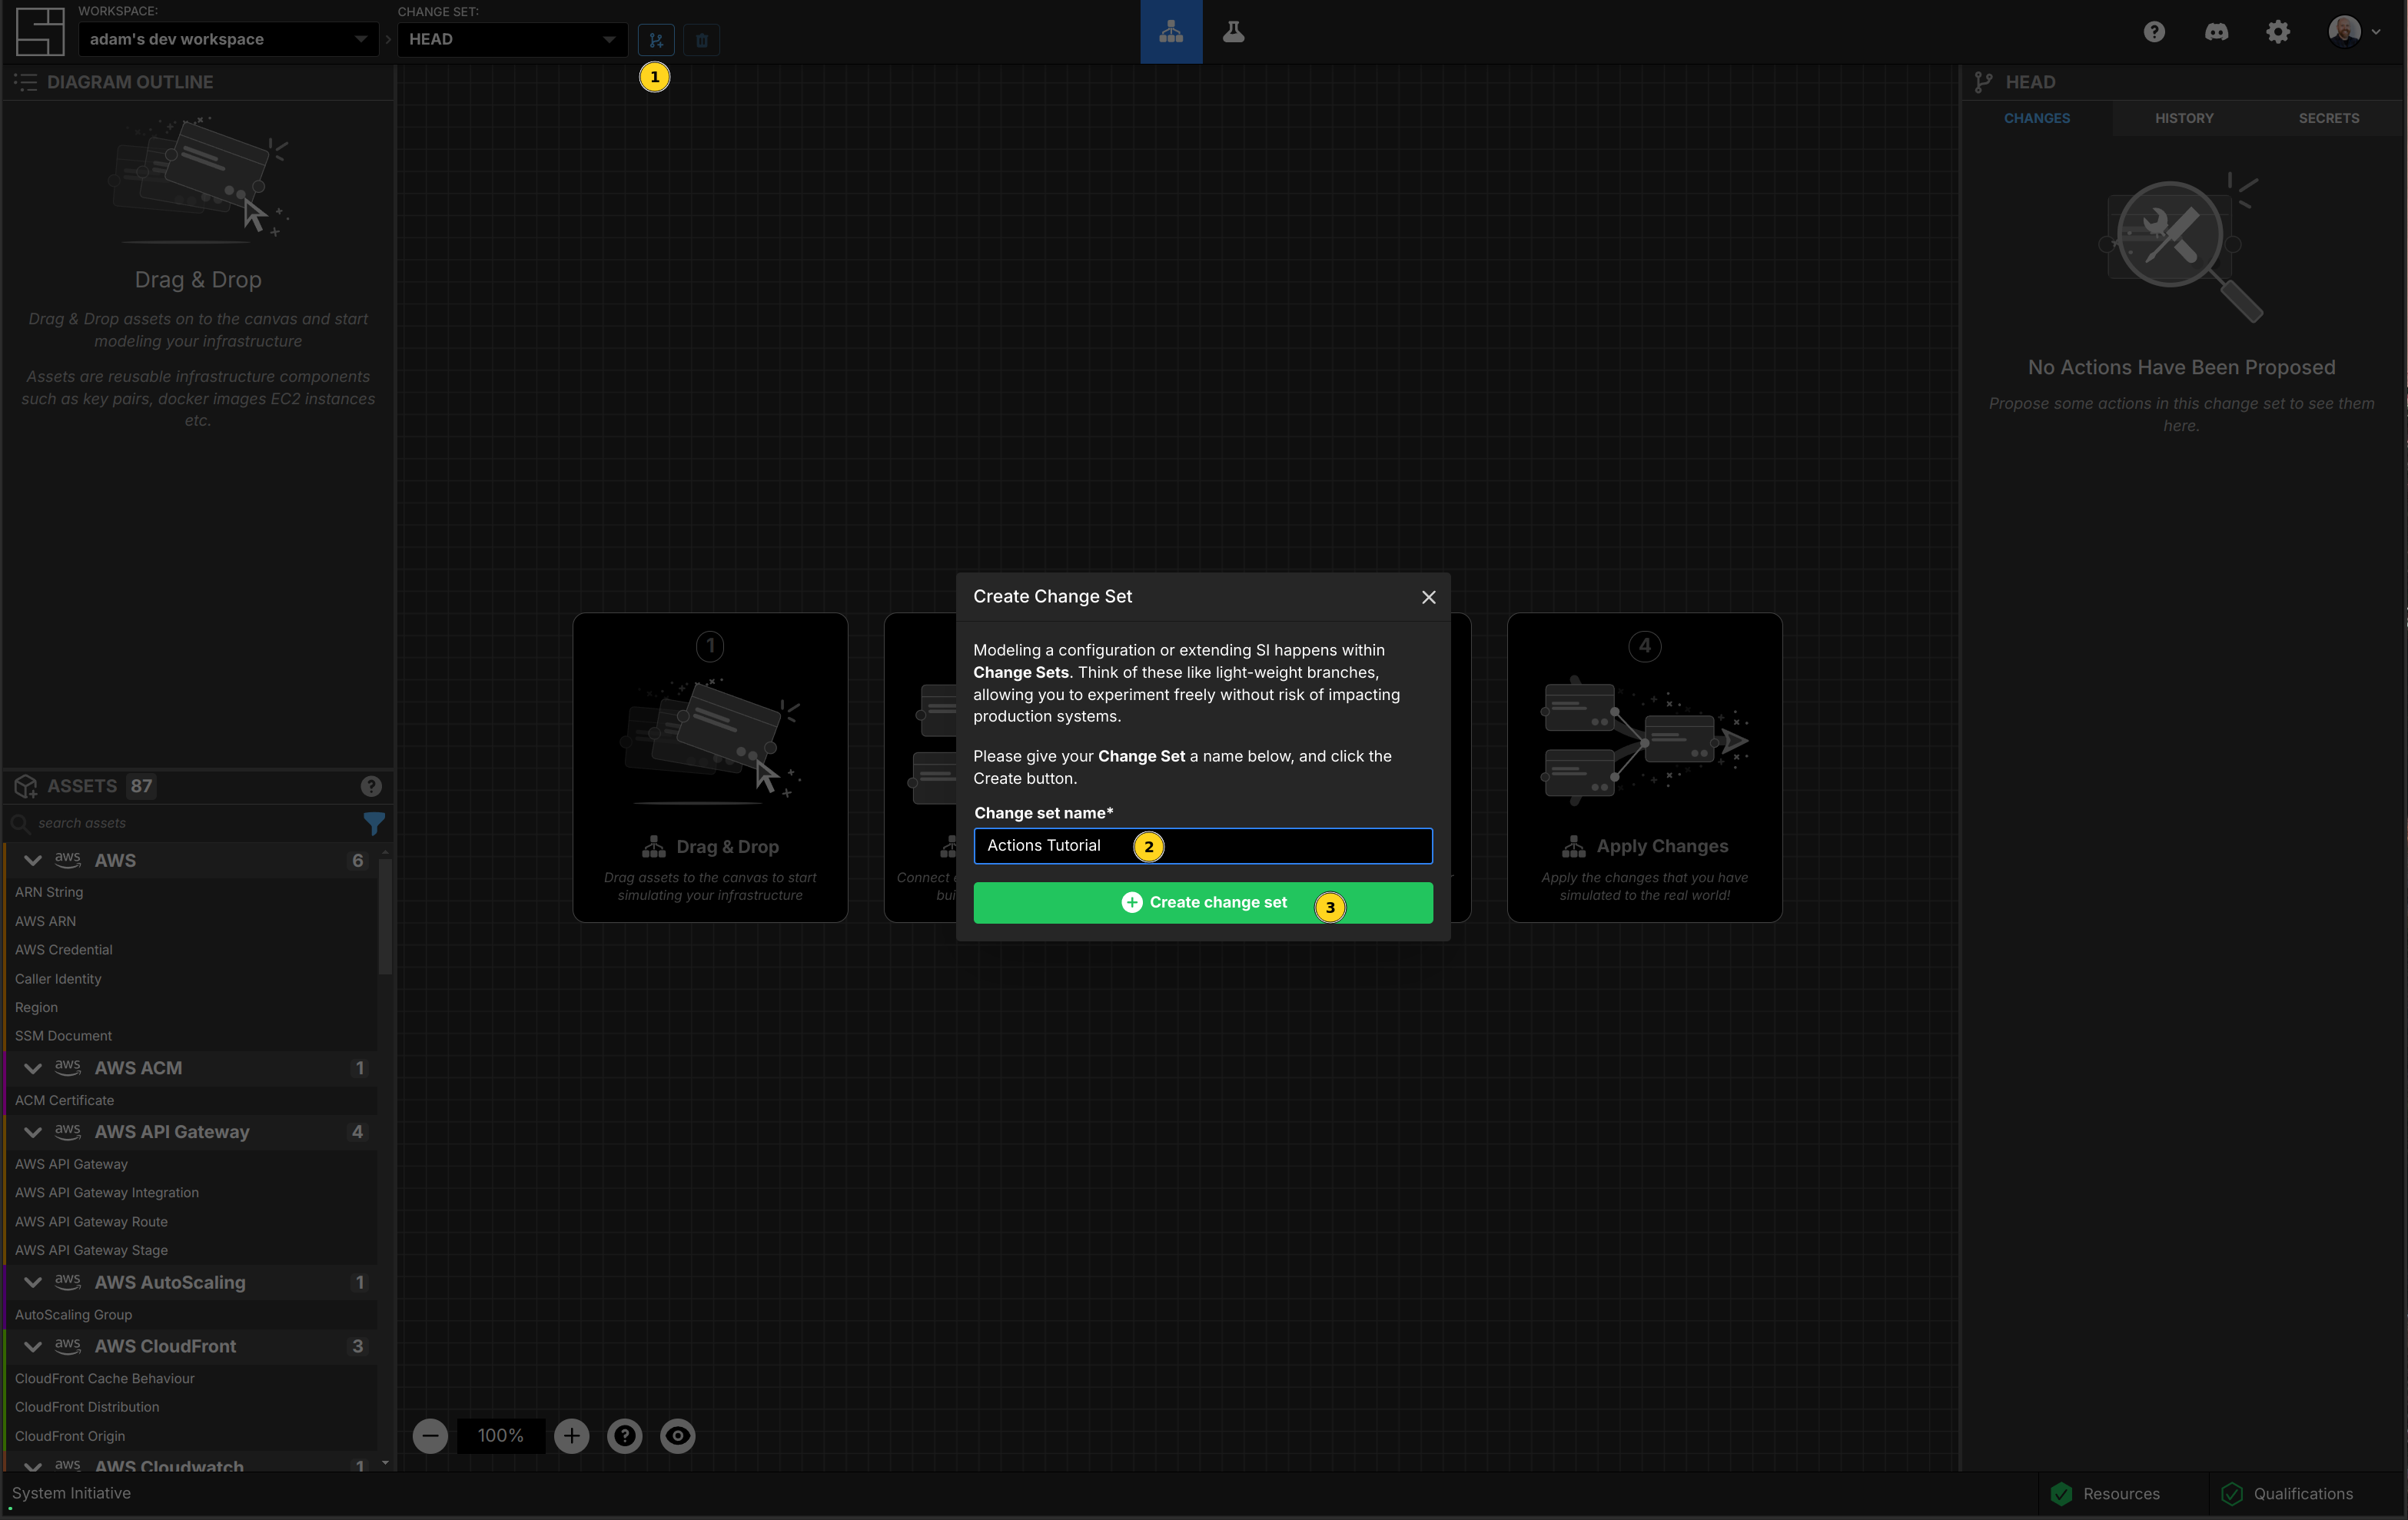 WORKSPACE:
adam's dev workspace
CHANGE SET:
HEAD
1
DIAGRAM OUTLINE
Drag & Drop
Drag & Drop assets on to the canvas and start
modeling your infrastructure
Assets are reusable infrastructure components
such as key pairs, docker images EC2 instances
etc.
ASSETS 87
search assets
aws AWS 6
ARN String
AWS ARN
AWS Credential
Caller Identity
Region
SSM Document
aws AWS ACM 1
ACM Certificate
aws AWS API Gateway 4
AWS API Gateway
AWS API Gateway Integration
AWS API Gateway Route
AWS API Gateway Stage
aws AWS AutoScaling 1
AutoScaling Group
aws AWS CloudFront 3
CloudFront Cache Behaviour
CloudFront Distribution
CloudFront Origin
aws AWS Cloudwatch 1
1
Drag & Drop
Drag assets to the canvas to start
simulating your infrastructure
Connect
Create Change Set
Modeling a configuration or extending SI happens within
Change Sets. Think of these like light-weight branches,
allowing you to experiment freely without risk of impacting
production systems.
Please give your Change Set a name below, and click the
Create button.
Change set name*
Actions Tutorial
2
Create change set
3
4
Apply Changes
Apply the changes that you have
simulated to the real world!
100%
HEAD
CHANGES
HISTORY
SECRETS
No Actions Have Been Proposed
Propose some actions in this change set to see them
here.
System Initiative
Resources
Qualifications